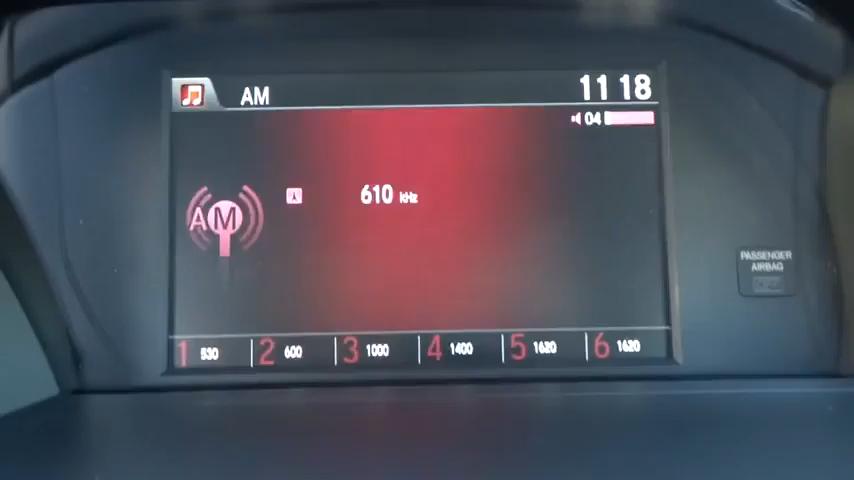 AM
11 18
04
AM
610 kHz
PASSENGER
AIRBAG
1 530
2 600
3 1000
4 1400
5 1620
6 1620